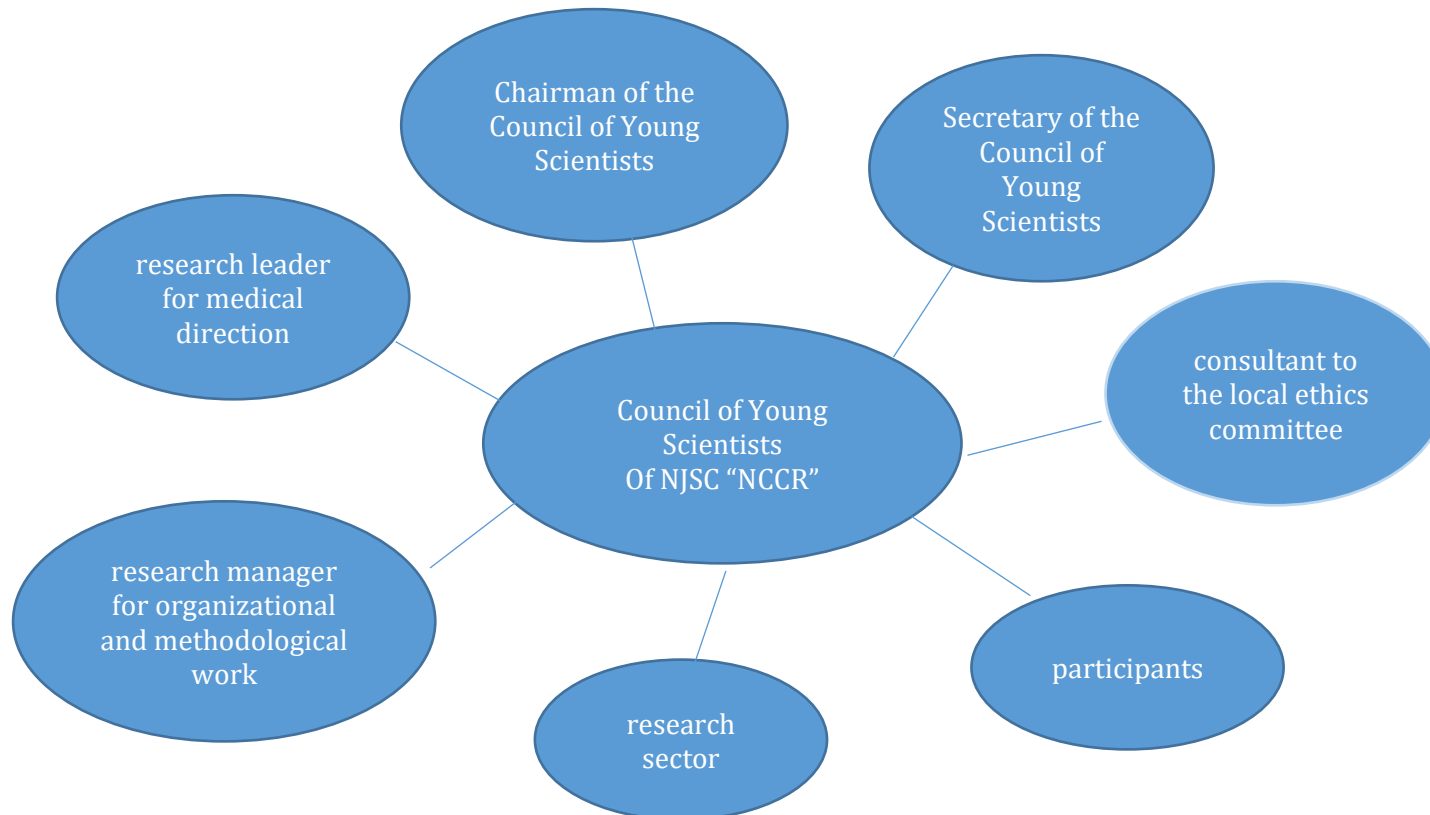 Chairman of the
Council of Young
Scientists
Secretary of the
Council of
Young
Scientists
research leader
for medical
direction
consultant to
the local ethics
committee
Council of Young
Scientists
Of NJSC “NCCR”
research manager
for organizational
and methodological
work
participants
research
sector